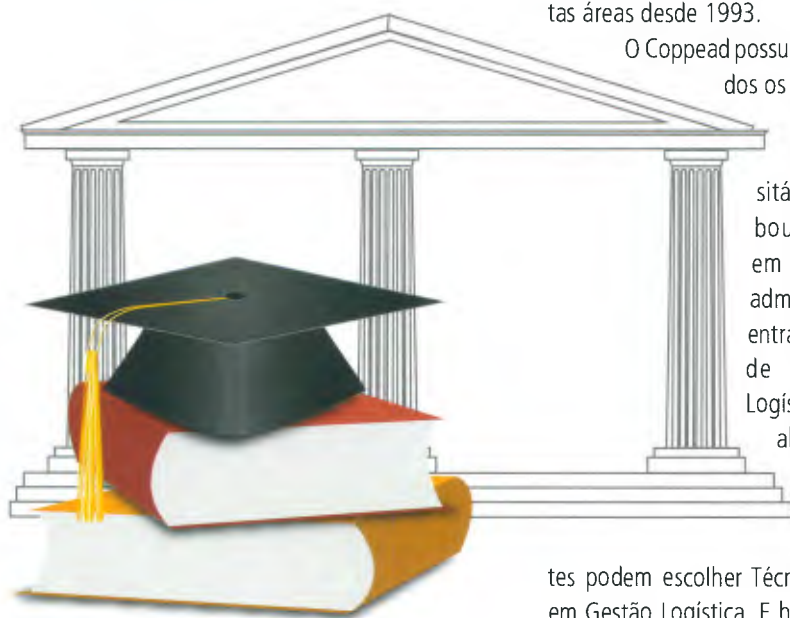 tas áreas desde 1993.
O Coppead possu
dos os
sitá
bou
em
adm
entra
de
Logís
al
tes podem escolher Técn
em Gestão Logística. E h